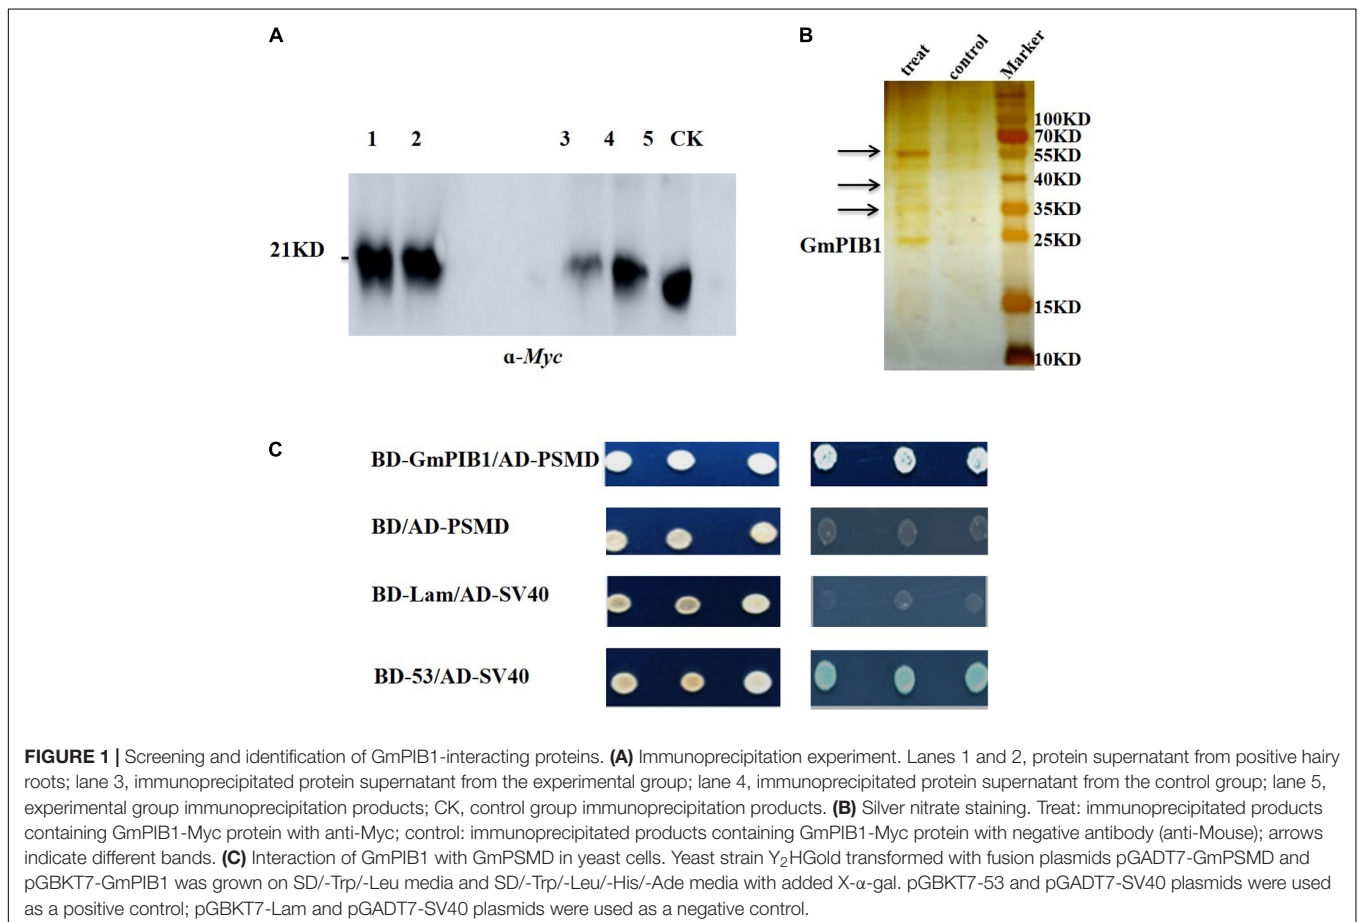 A
1 2 3 4 5 CK
21KD
α-Myc
B
treat control Marker
100KD
70KD
55KD
40KD
35KD
GmPIB1 25KD
15KD
10KD
C
BD-GmPIB1/AD-PSMD
BD/AD-PSMD
BD-Lam/AD-SV40
BD-53/AD-SV40
FIGURE 1 | Screening and identification of GmPIB1-interacting proteins. (A) Immunoprecipitation experiment. Lanes 1 and 2, protein supernatant from positive hairy
roots; lane 3, immunoprecipitated protein supernatant from the experimental group; lane 4, immunoprecipitated protein supernatant from the control group; lane 5,
experimental group immunoprecipitation products; CK, control group immunoprecipitation products. (B) Silver nitrate staining. Treat: immunoprecipitated products
containing GmPIB1-Myc protein with anti-Myc; control: immunoprecipitated products containing GmPIB1-Myc protein with negative antibody (anti-Mouse); arrows
indicate different bands. (C) Interaction of GmPIB1 with GmPSMD in yeast cells. Yeast strain Y₂HGold transformed with fusion plasmids pGADT7-GmPSMD and
pGBKT7-GmPIB1 was grown on SD/-Trp/-Leu media and SD/-Trp/-Leu/-His/-Ade media with added X-α-gal. pGBKT7-53 and pGADT7-SV40 plasmids were used
as a positive control; pGBKT7-Lam and pGADT7-SV40 plasmids were used as a negative control.